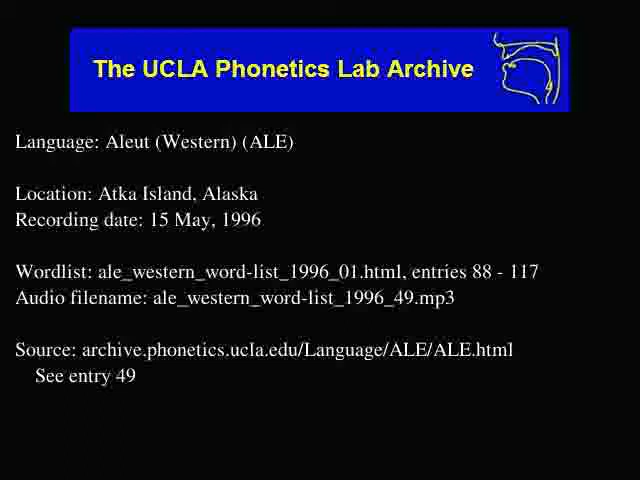 The UCLA Phonetics Lab Archive
Language: Aleut (Western) (ALE)
Location: Atka Island, Alaska
Recording date: 15 May, 1996
Wordlist: ale_western_word-list_1996_01.html, entries 88 - 117
Audio filename: ale_western_word-list_1996_49.mp3
Source: archive.phonetics.ucla.edu/Language/ALE/ALE.html
See entry 49